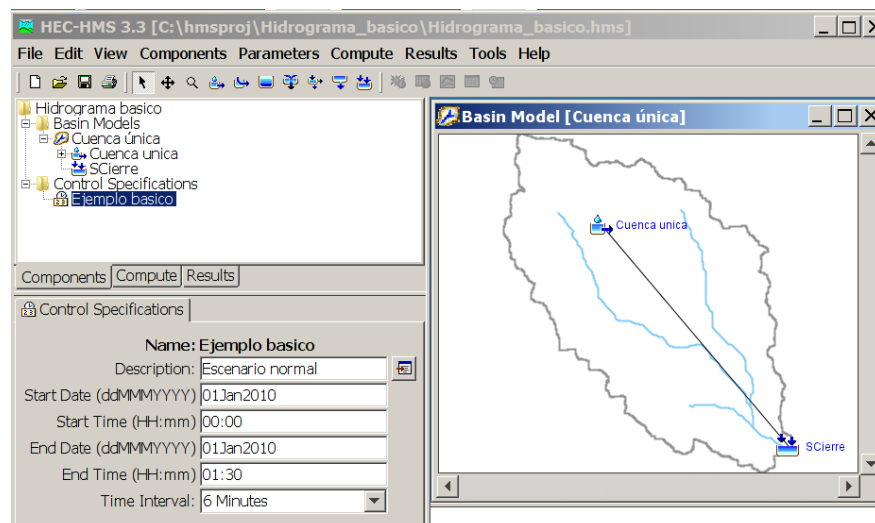 HEC-HMS 3.3 [C:\hmsproj\Hidrograma_basico\Hidrograma_basico.hms]
File Edit View Components Parameters Compute Results Tools Help
Hidrograma basico
Basin Models
Cuenca única
Cuenca unica
SCierre
Control Specifications
Ejemplo basico
Components Compute Results
Control Specifications
Name: Ejemplo basico
Description: Escenario normal
Start Date (ddMMMYYYY) 01Jan2010
Start Time (HH:mm) 00:00
End Date (ddMMMYYYY) 01Jan2010
End Time (HH:mm) 01:30
Time Interval: 6 Minutes
Basin Model [Cuenca única]
Cuenca unica
SCierre